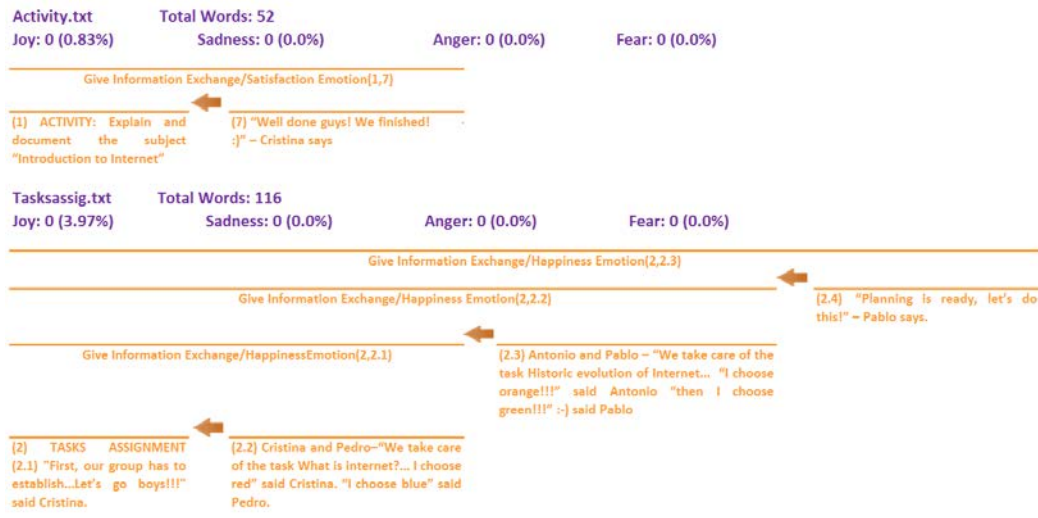 Activity.txt Total Words: 52
Joy: 0 (0.83%) Sadness: 0 (0.0%) Anger: 0 (0.0%) Fear: 0 (0.0%)
Give Information Exchange/Satisfaction Emotion(1,7)
(1) ACTIVITY: Explain and
document the subject
"Introduction to Internet"
(7) "Well done guys! We finished!
:)" – Cristina says
Tasksassig.txt Total Words: 116
Joy: 0 (3.97%) Sadness: 0 (0.0%) Anger: 0 (0.0%) Fear: 0 (0.0%)
Give Information Exchange/Happiness Emotion(2,2.3)
Give Information Exchange/Happiness Emotion(2,2.2)
(2.4) "Planning is ready, let's do
this!" – Pablo says.
Give Information Exchange/HappinessEmotion(2,2.1)
(2.3) Antonio and Pablo – "We take care of the
task Historic evolution of Internet... "I choose
orange!!!" said Antonio "then I choose
green!!!" :-) said Pablo
(2) TASKS ASSIGNMENT
(2.1) "First, our group has to
establish...Let's go boys!!!"
said Cristina.
(2.2) Cristina and Pedro–"We take care
of the task What is internet?... I choose
red" said Cristina. "I choose blue" said
Pedro.